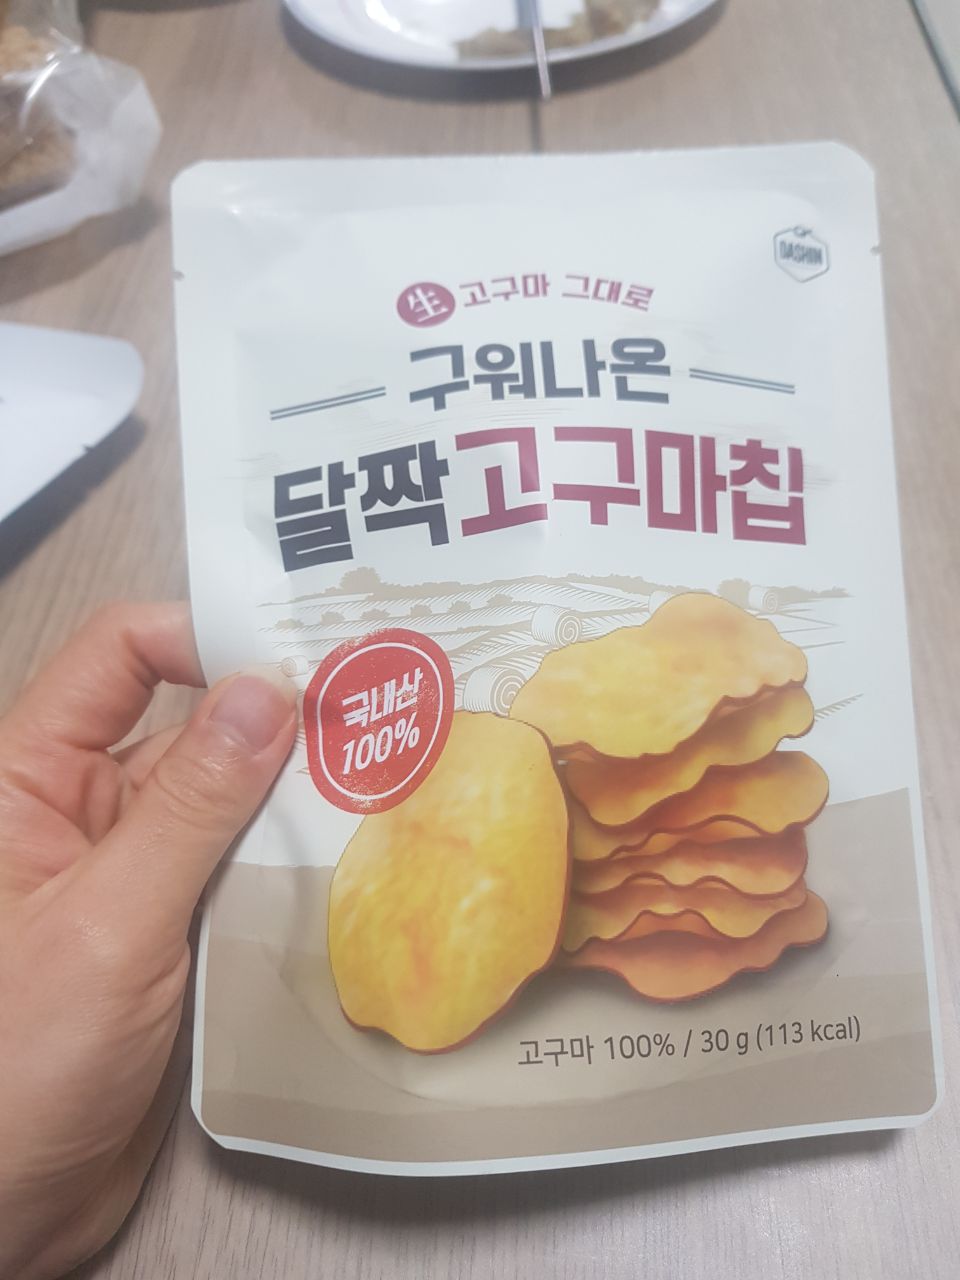 DASHIN
生 고구마 그대로
구워나온
달짝고구마칩
국내산
100%
고구마 100% / 30 g (113 kcal)